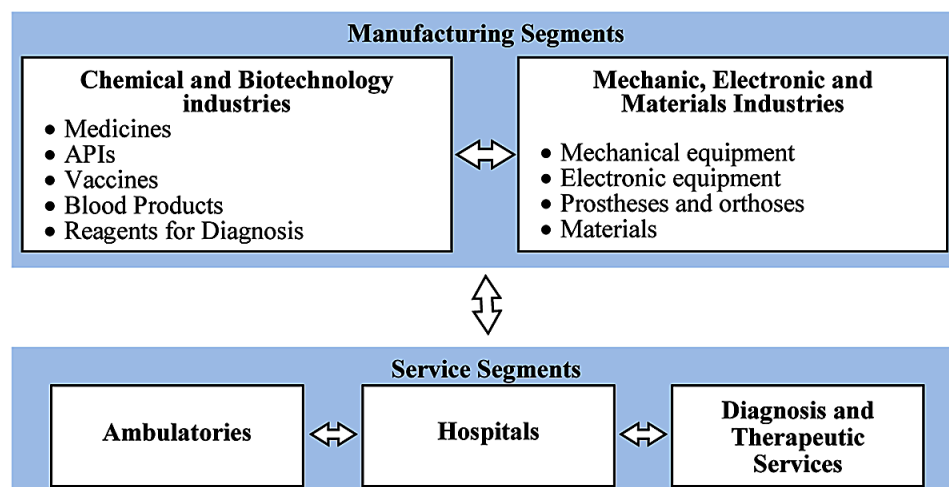 Manufacturing Segments
Chemical and Biotechnology
industries
• Medicines
• APIs
• Vaccines
• Blood Products
• Reagents for Diagnosis
Mechanic, Electronic and
Materials Industries
• Mechanical equipment
• Electronic equipment
• Prostheses and orthoses
• Materials
Service Segments
Ambulatories
Hospitals
Diagnosis and
Therapeutic
Services